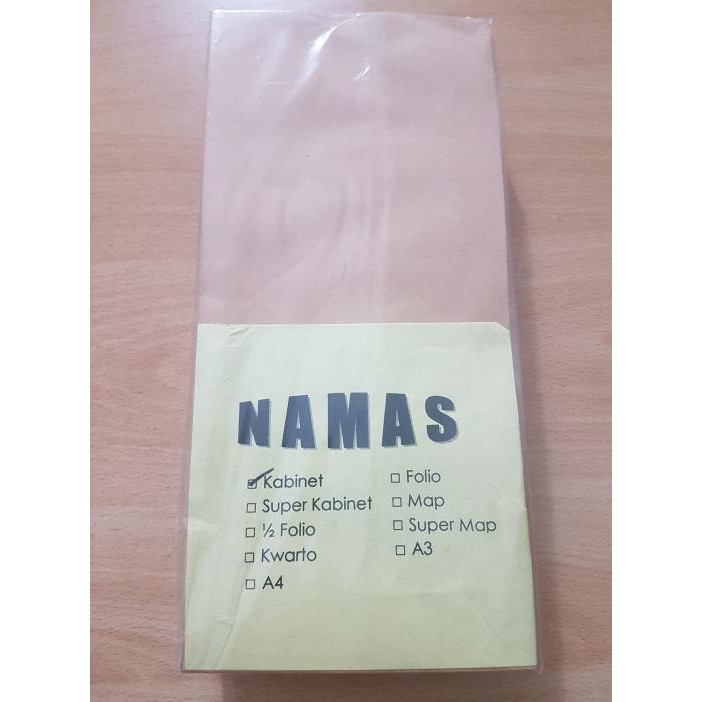 NAMAS
☑ Kabinet
☐ Super Kabinet
☐ ½ Folio
☐ Kwarto
☐ A4
☐ Folio
☐ Map
☐ Super Map
☐ A3